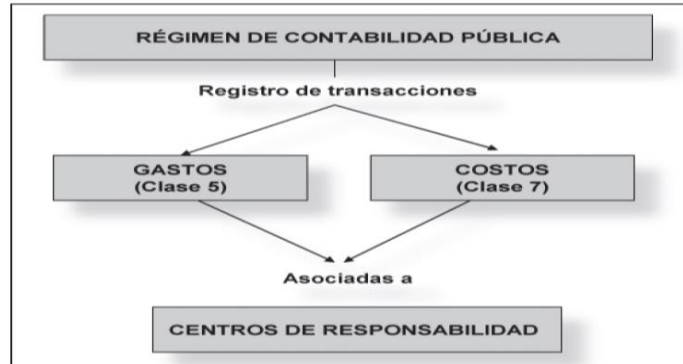 RÉGIMEN DE CONTABILIDAD PÚBLICA
Registro de transacciones
GASTOS
(Clase 5)
COSTOS
(Clase 7)
Asociadas a
CENTROS DE RESPONSABILIDAD